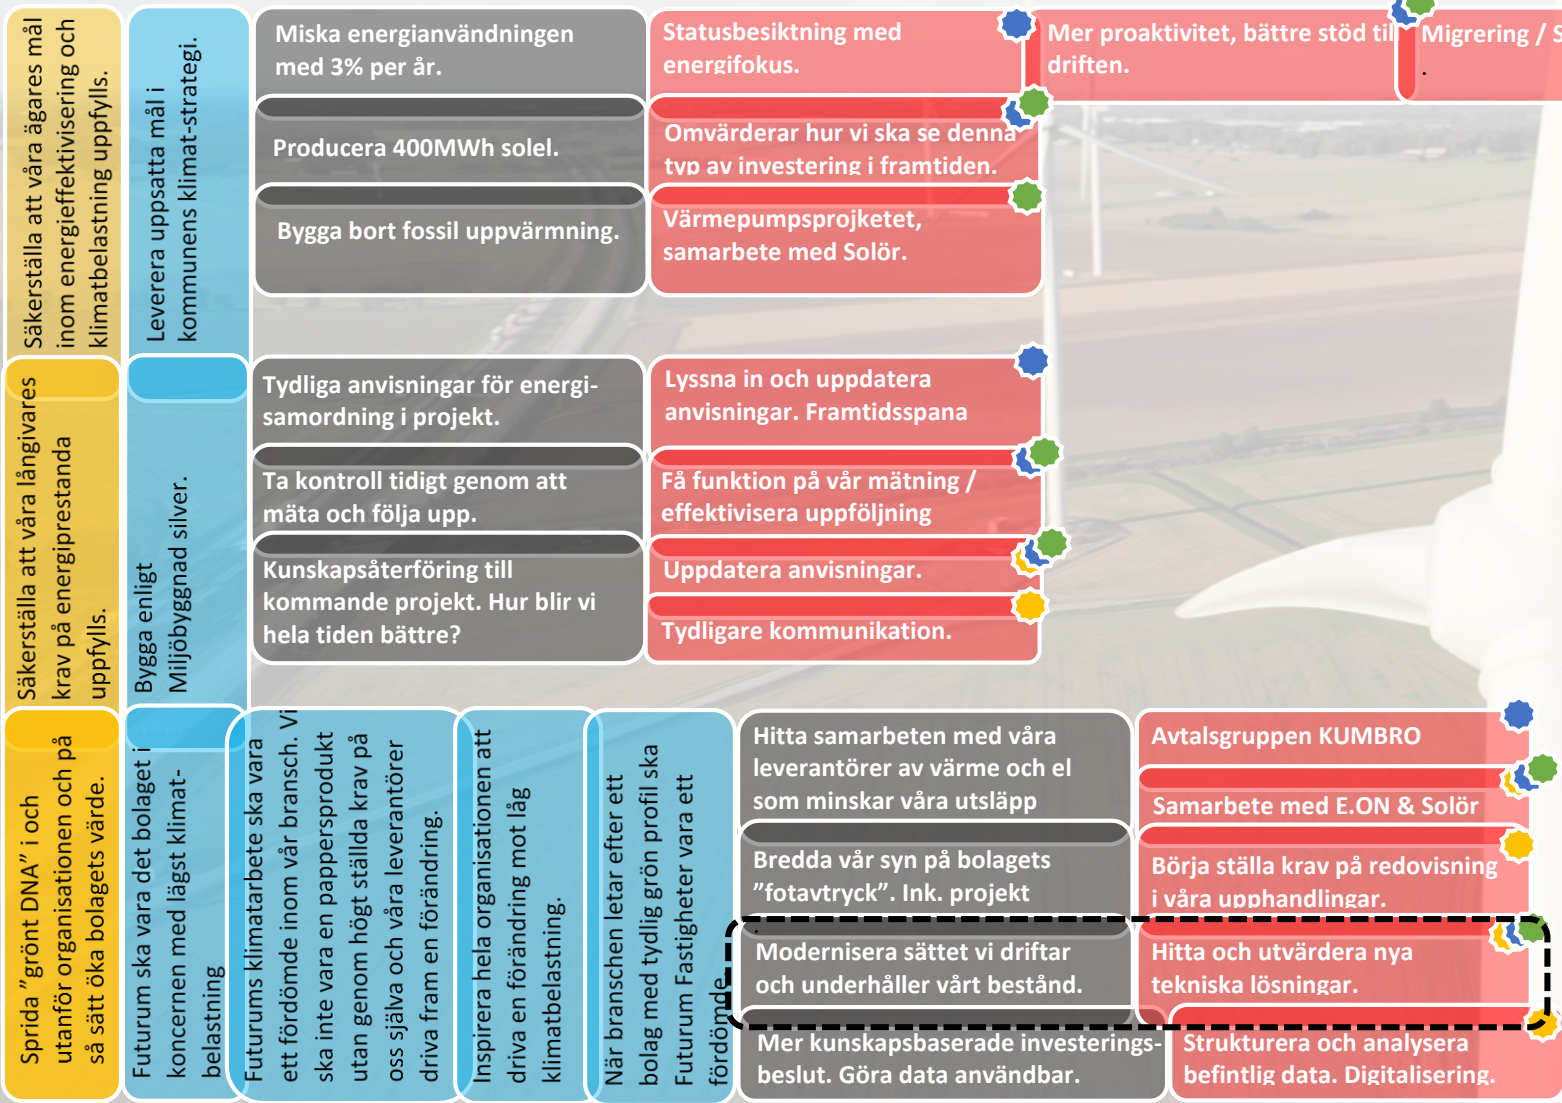 Säkerställa att våra ägares mål
inom energieffektivisering och
klimatbelastning uppfylls.
Leverera uppsatta mål i
kommunens klimat-strategi.
Miska energianvändningen
med 3% per år.
Statusbesiktning med
energifokus.
Mer proaktivitet, bättre stöd til
driften.
Migrering / S
.
Producera 400MWh solel.
Omvärderar hur vi ska se denna
typ av investering i framtiden.
Bygga bort fossil uppvärmning.
Värmepumpsprojketet,
samarbete med Solör.
Säkerställa att våra långivares
krav på energiprestanda
uppfylls.
Bygga enligt
Miljöbyggnad silver.
Tydliga anvisningar för energi-
samordning i projekt.
Lyssna in och uppdatera
anvisningar. Framtidsspana
Ta kontroll tidigt genom att
mäta och följa upp.
Få funktion på vår mätning /
effektivisera uppföljning
Kunskapsåterföring till
kommande projekt. Hur blir vi
hela tiden bättre?
Uppdatera anvisningar.
Tydligare kommunikation.
Sprida ”grönt DNA” i och
utanför organisationen och på
så sätt öka bolagets värde.
Futurum ska vara det bolaget i
koncernen med lägst klimat-
belastning
Futurums klimatarbete ska vara
ett fördömde inom vår bransch. Vi
ska inte vara en pappersprodukt
utan genom högt ställda krav på
oss själva och våra leverantörer
driva fram en förändring.
Inspirera hela organisationen att
driva en förändring mot låg
klimatbelastning.
När branschen letar efter ett
bolag med tydlig grön profil ska
Futurum Fastigheter vara ett
fördömde.
Hitta samarbeten med våra
leverantörer av värme och el
som minskar våra utsläpp
Avtalsgruppen KUMBRO
Samarbete med E.ON & Solör
Bredda vår syn på bolagets
”fotavtryck”. Ink. projekt
.
Börja ställa krav på redovisning
i våra upphandlingar.
Modernisera sättet vi driftar
och underhåller vårt bestånd.
Hitta och utvärdera nya
tekniska lösningar.
Mer kunskapsbaserade investerings-
beslut. Göra data användbar.
Strukturera och analysera
befintlig data. Digitalisering.